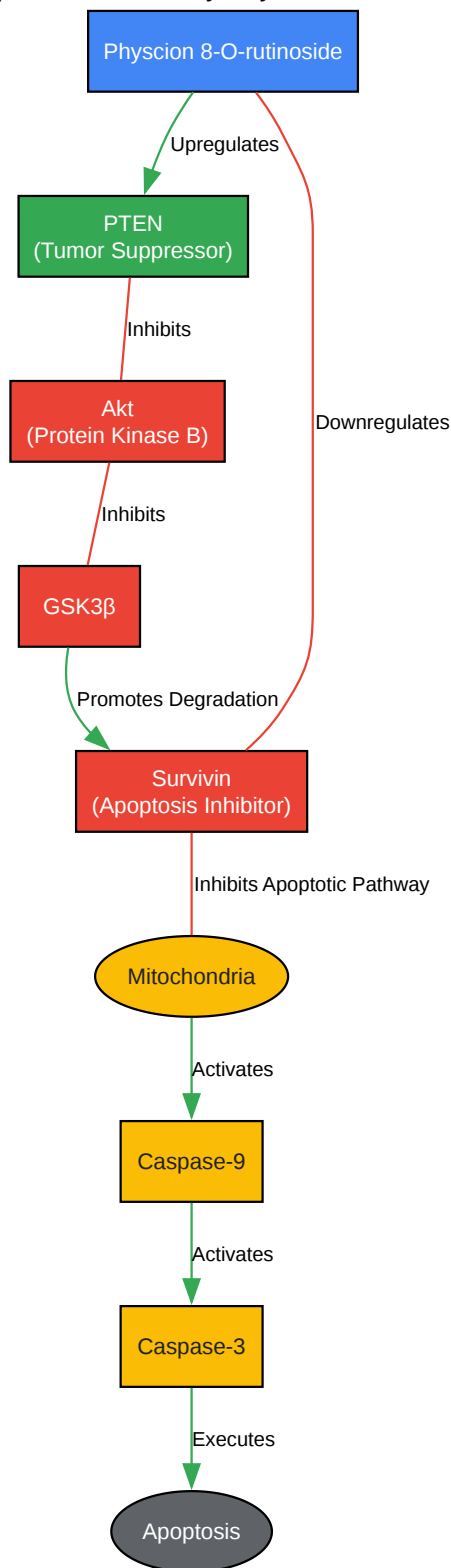 Physcion 8-O-rutinoside
Upregulates
PTEN
(Tumor Suppressor)
Inhibits
Akt
(Protein Kinase B)
Downregulates
Inhibits
GSK3β
Promotes Degradation
Survivin
(Apoptosis Inhibitor)
Inhibits Apoptotic Pathway
Mitochondria
Activates
Caspase-9
Activates
Caspase-3
Executes
Apoptosis